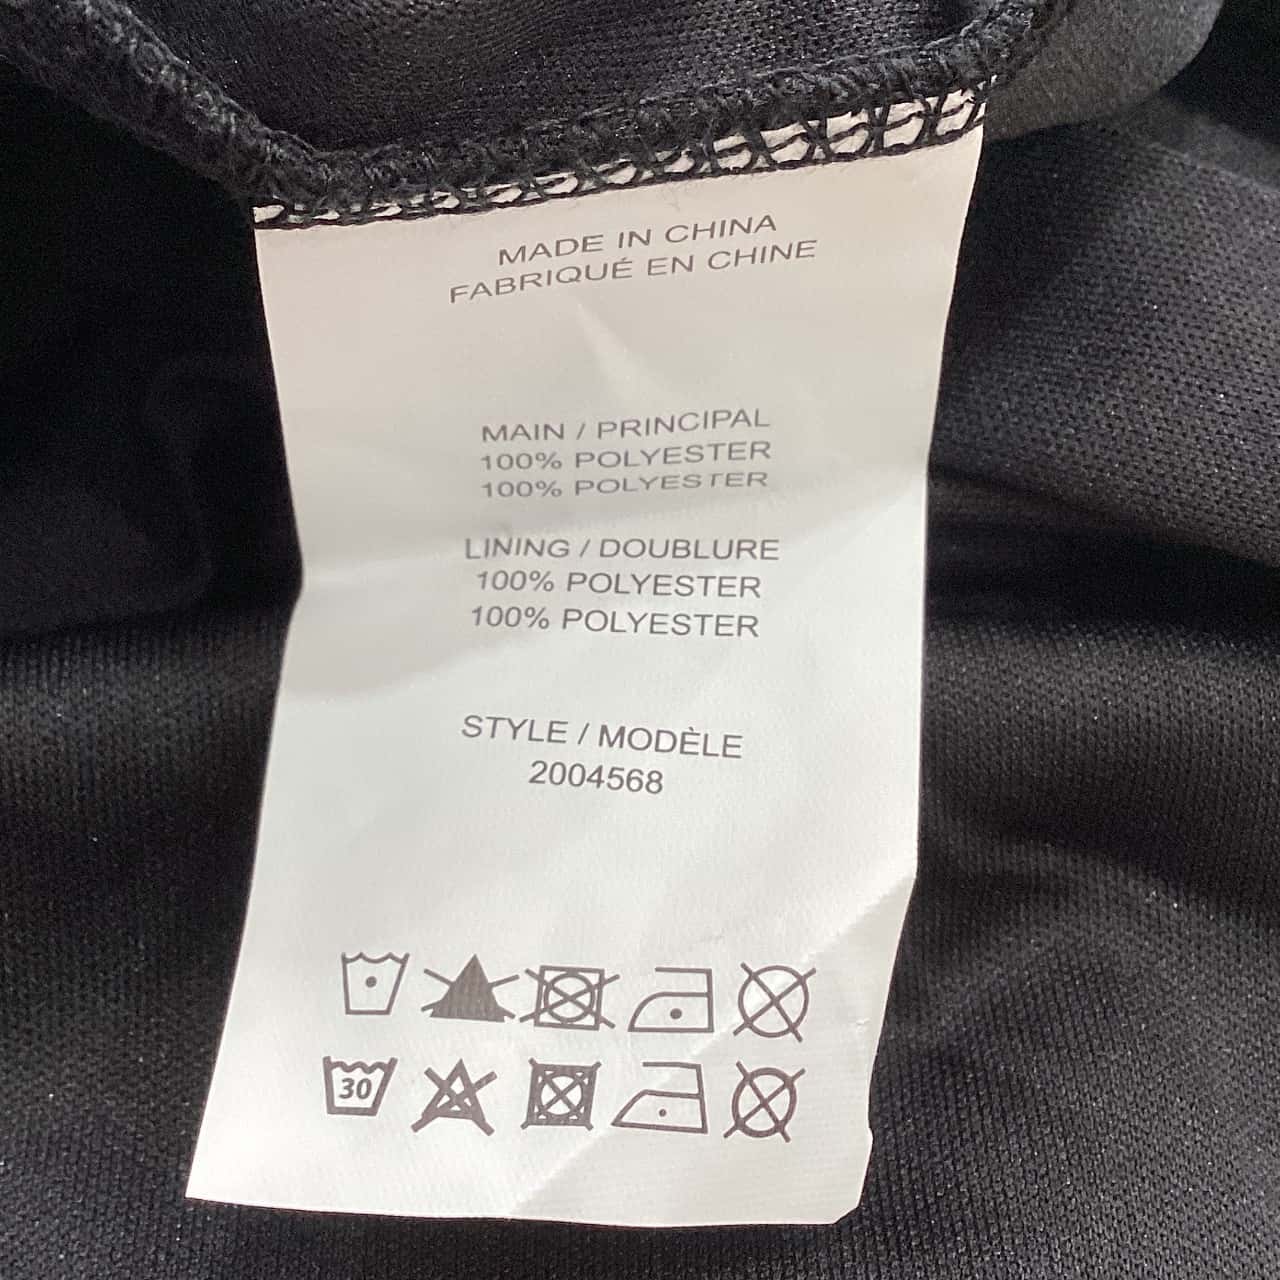 MADE IN CHINA
FABRIQUÉ EN CHINE
MAIN / PRINCIPAL
100% POLYESTER
100% POLYESTER
LINING / DOUBLURE
100% POLYESTER
100% POLYESTER
STYLE / MODÈLE
2004568
30